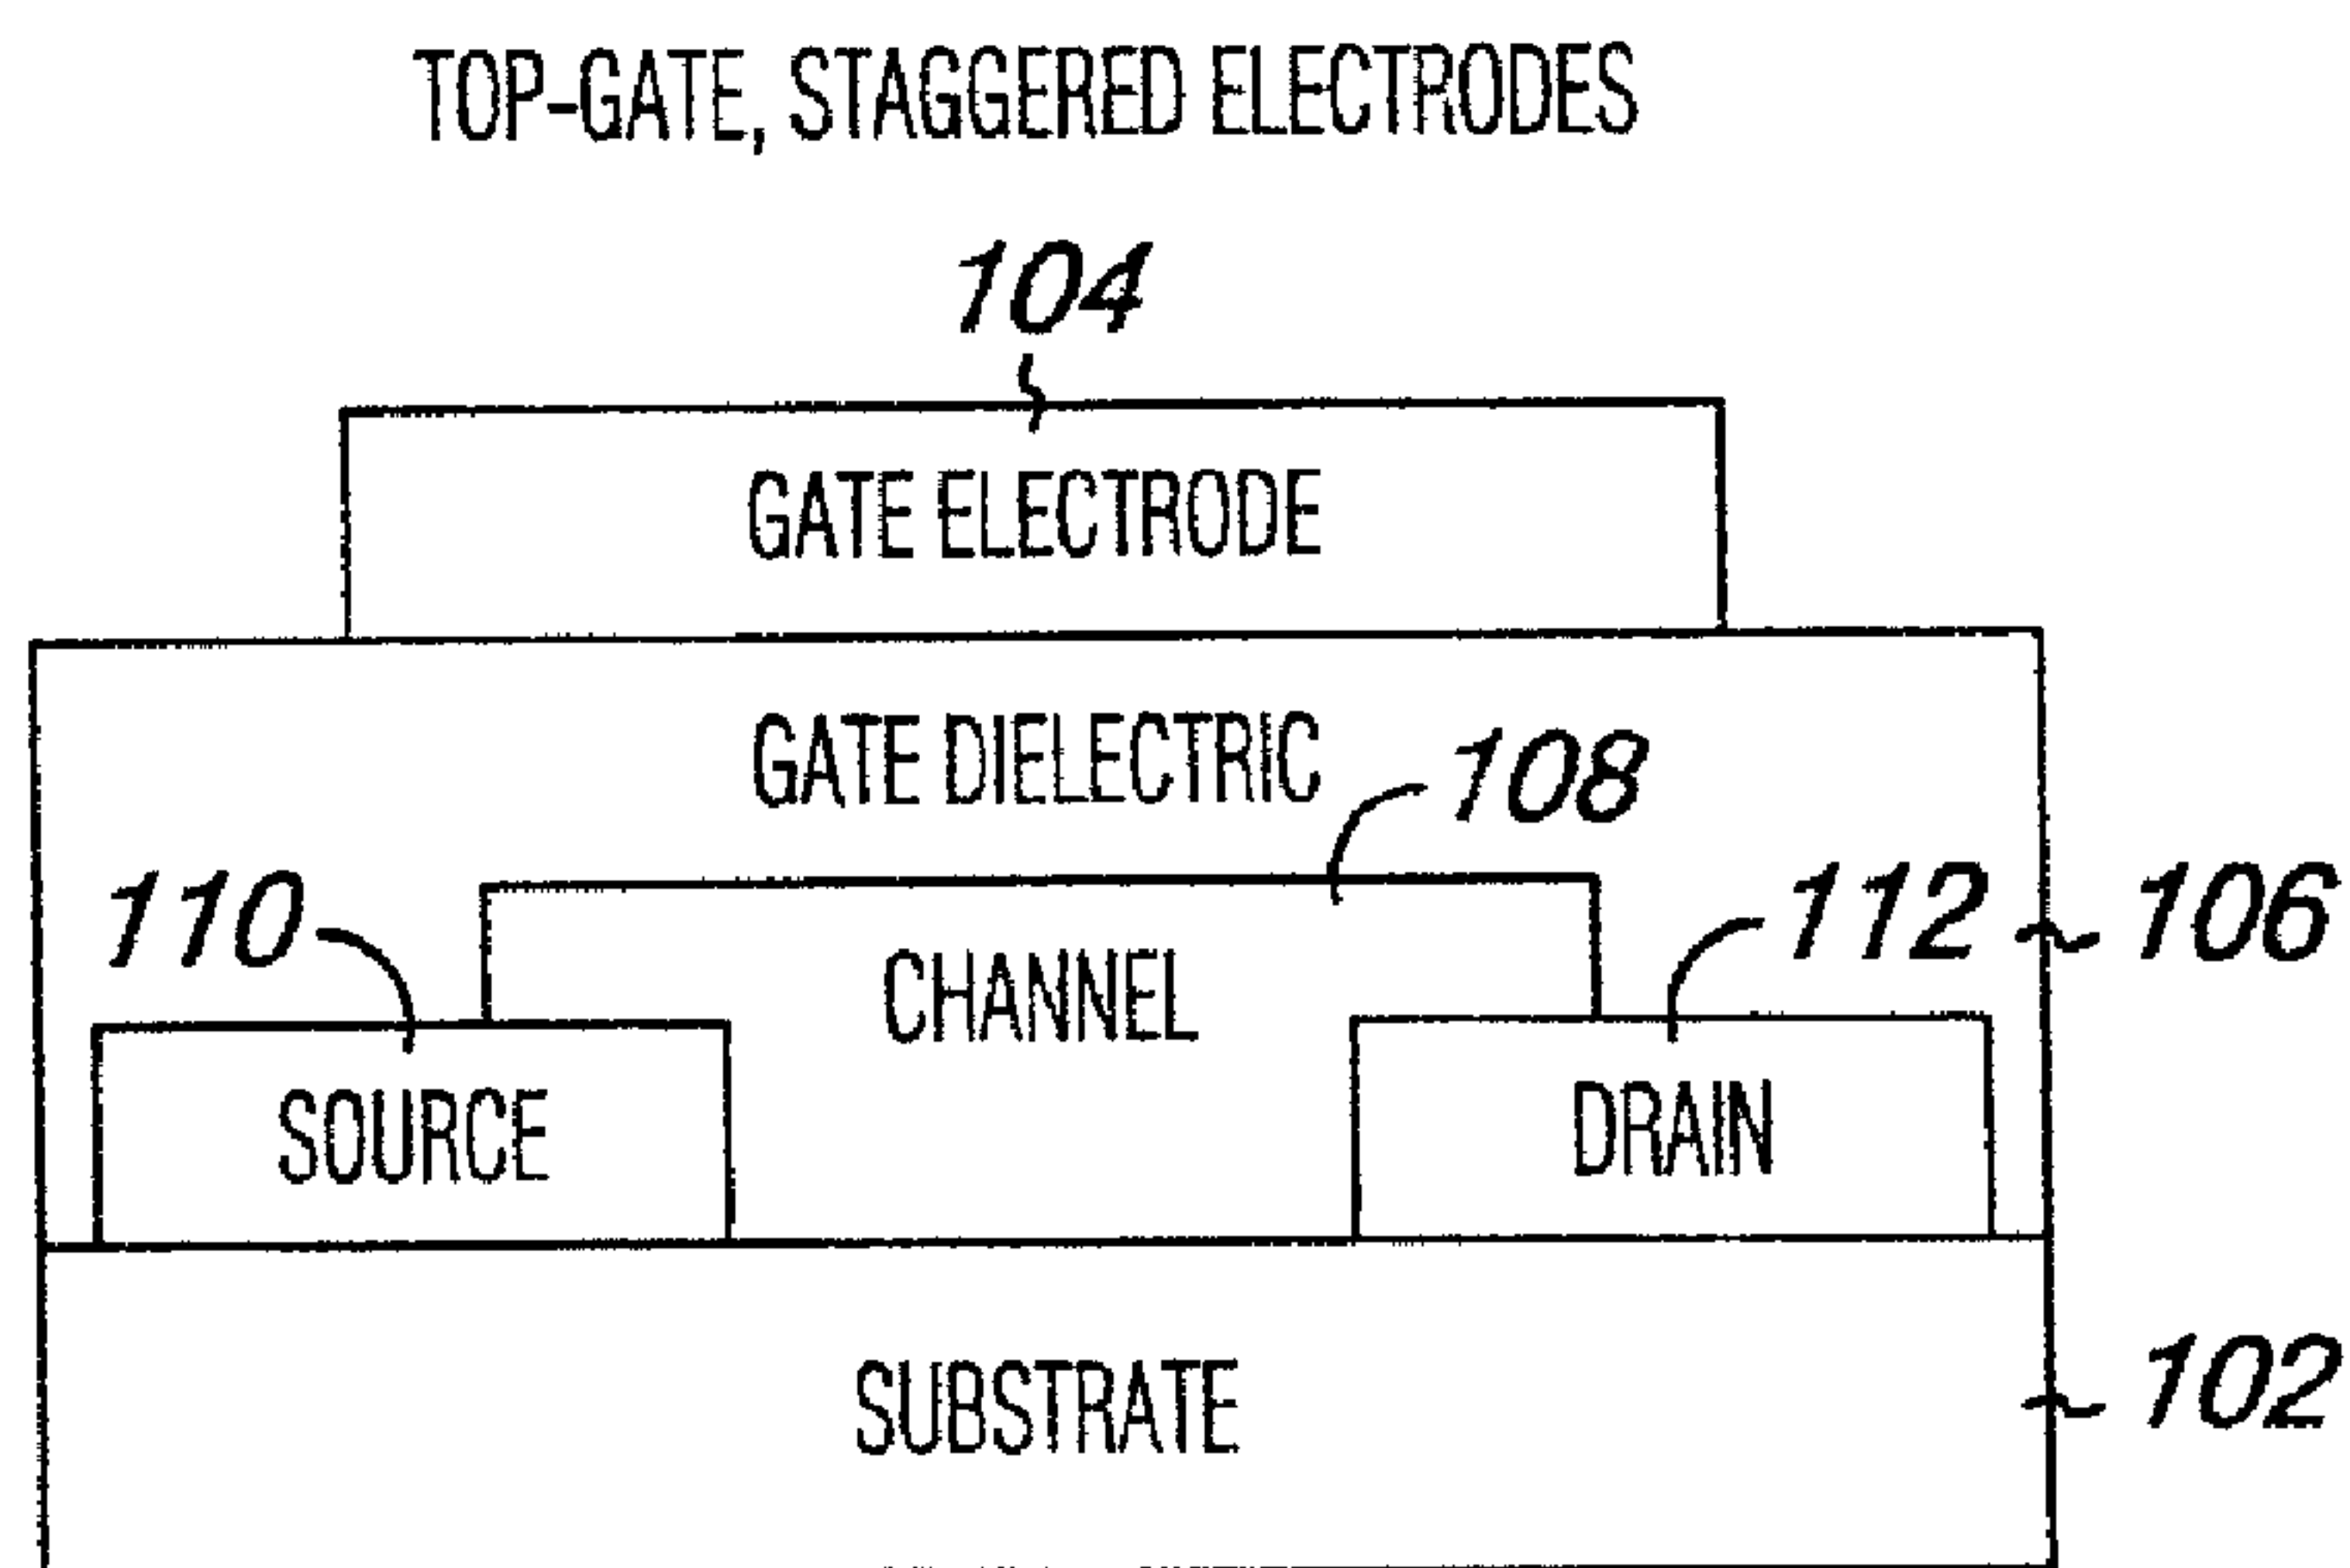 TOP-GATE, STAGGERED ELECTRODES
104
GATE ELECTRODE
GATE DIELECTRIC
108
110
112
106
CHANNEL
SOURCE
DRAIN
SUBSTRATE
102